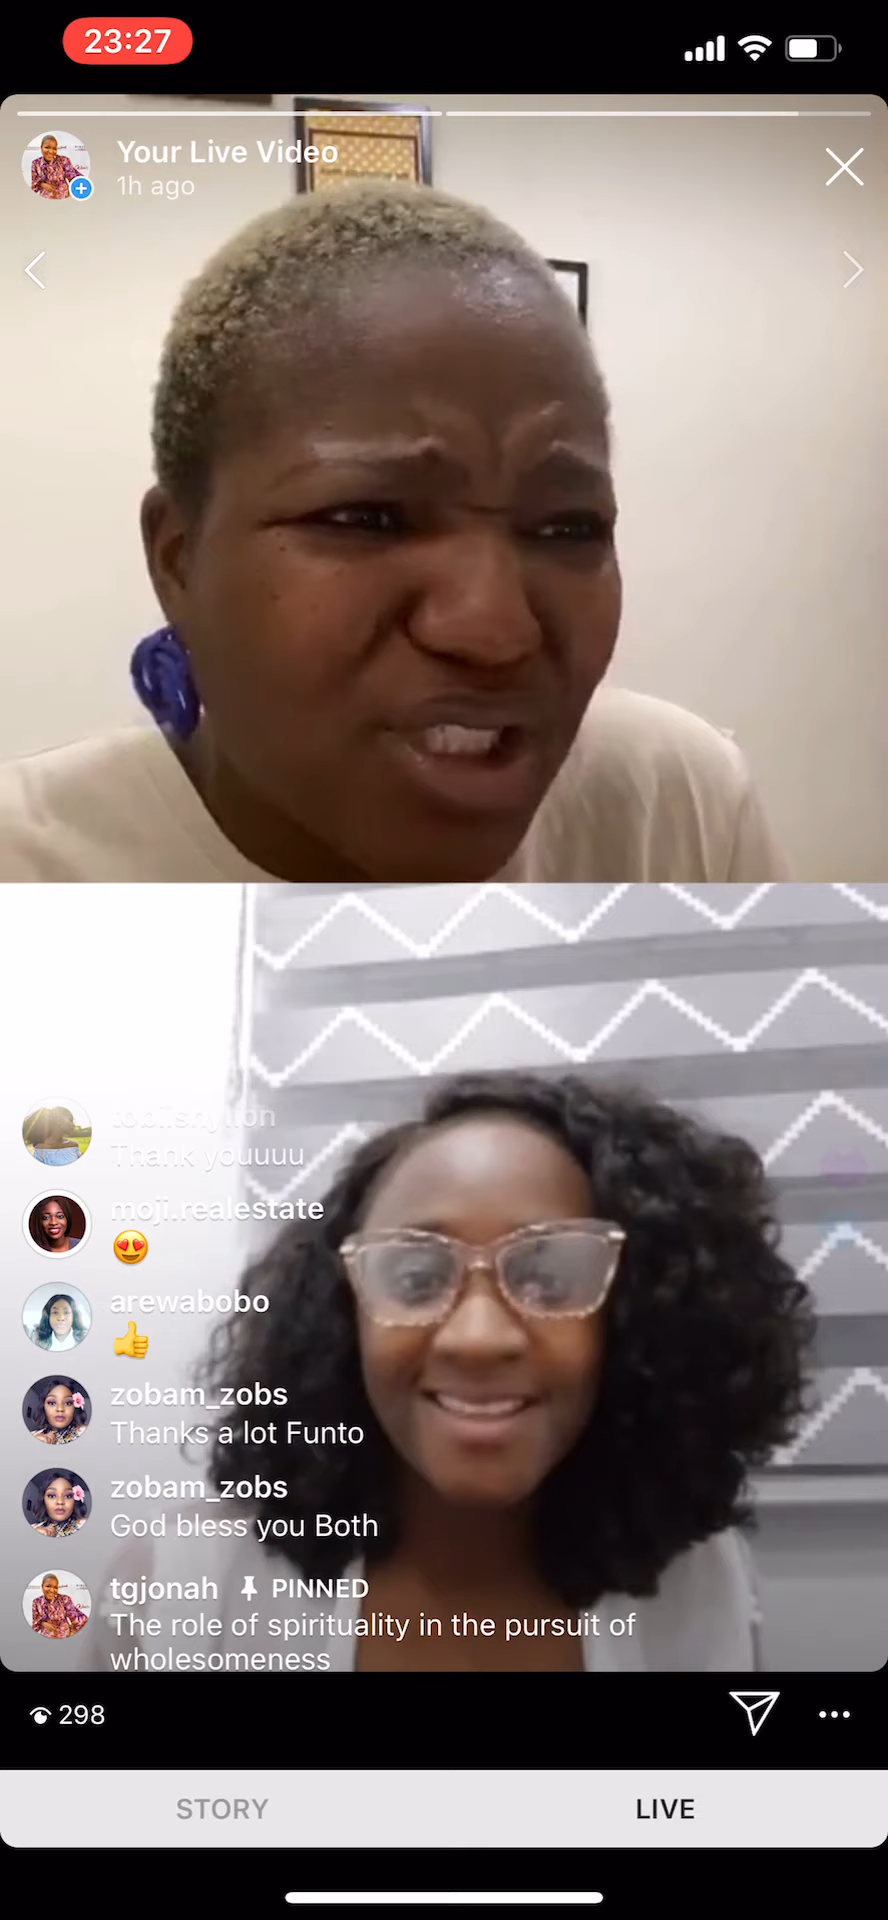 23:27
Your Live Video
1h ago
Thank youuuu
moji.realestate
arewabobo
zobam_zobs
Thanks a lot Funto
zobam_zobs
God bless you Both
tgjonah PINNED
The role of spirituality in the pursuit of
wholesomeness
298
STORY LIVE